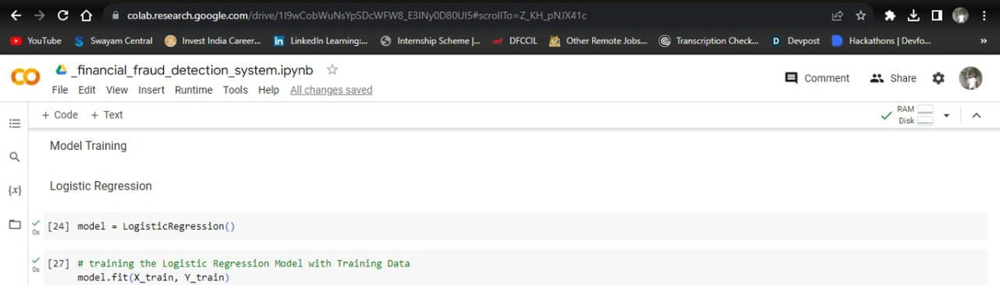 colab.research.google.com/drive/1I9wCobWuNsYpSDcWFW8_E3INy0D80UI5#scrollTo=Z_KH_pNJX41c
YouTube Swayam Central Invest India Career... LinkedIn Learning:... Internship Scheme |... DFCCIL Other Remote Jobs... Transcription Check... Devpost Hackathons | Devfo... »
_financial_fraud_detection_system.ipynb
File Edit View Insert Runtime Tools Help All changes saved
Comment Share
+ Code + Text
RAM
Disk
Model Training
Logistic Regression
[24] model = LogisticRegression()
0s
[27] # training the Logistic Regression Model with Training Data
0s
model.fit(X_train, Y_train)